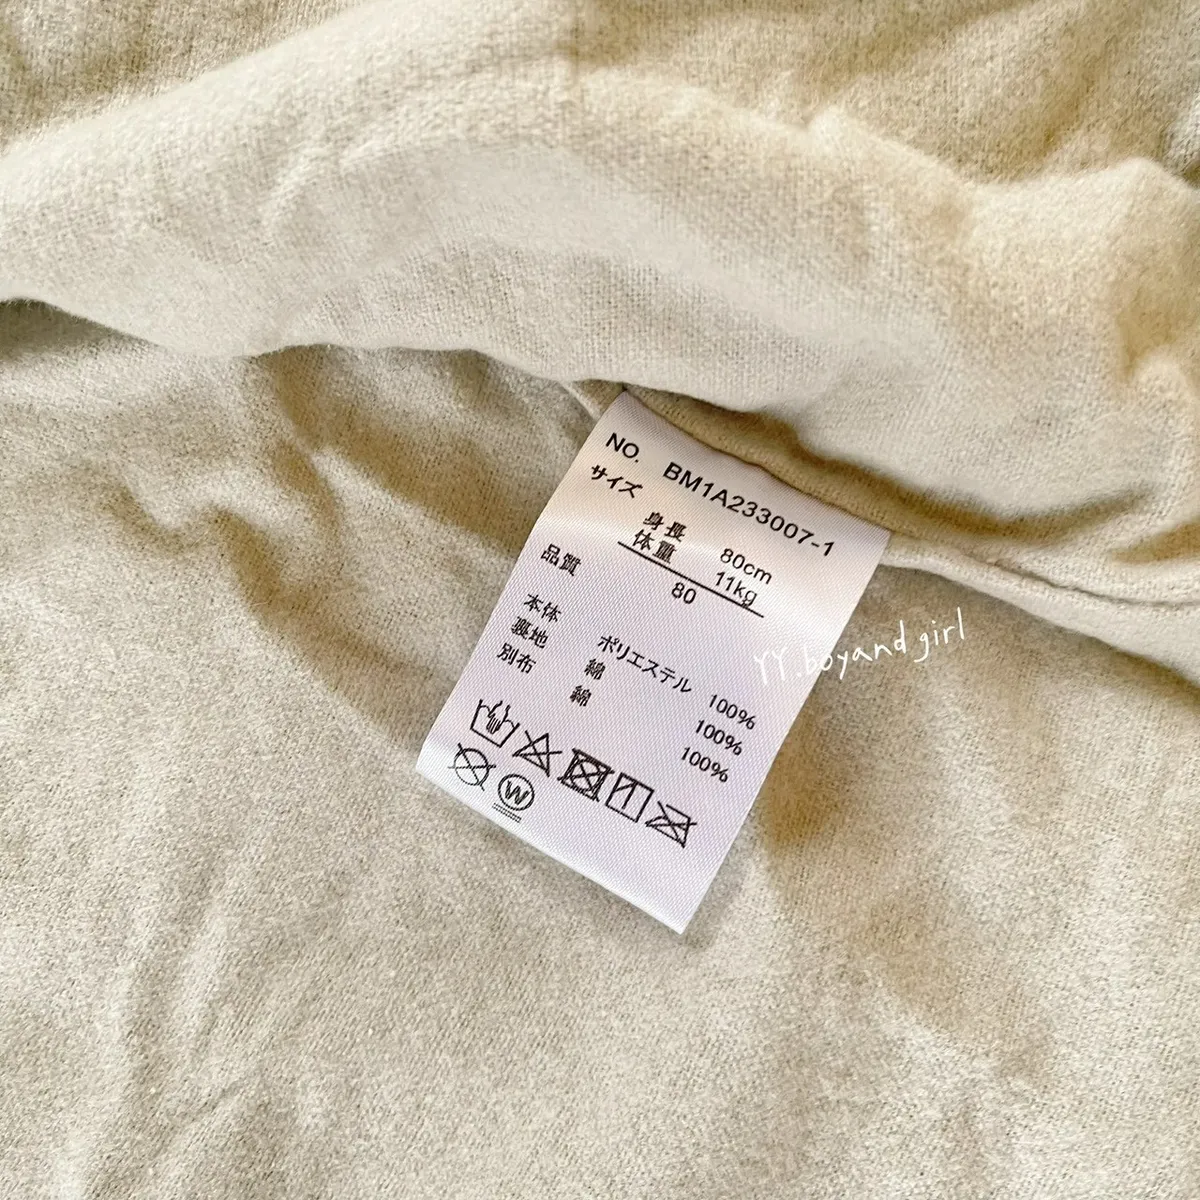 NO. BM1A233007-1
サイズ
身長 80cm
体重 11kg
80
品質
本体 ポリエステル 100%
裏地 綿 100%
別布 綿 100%
W
YY.boyand girl